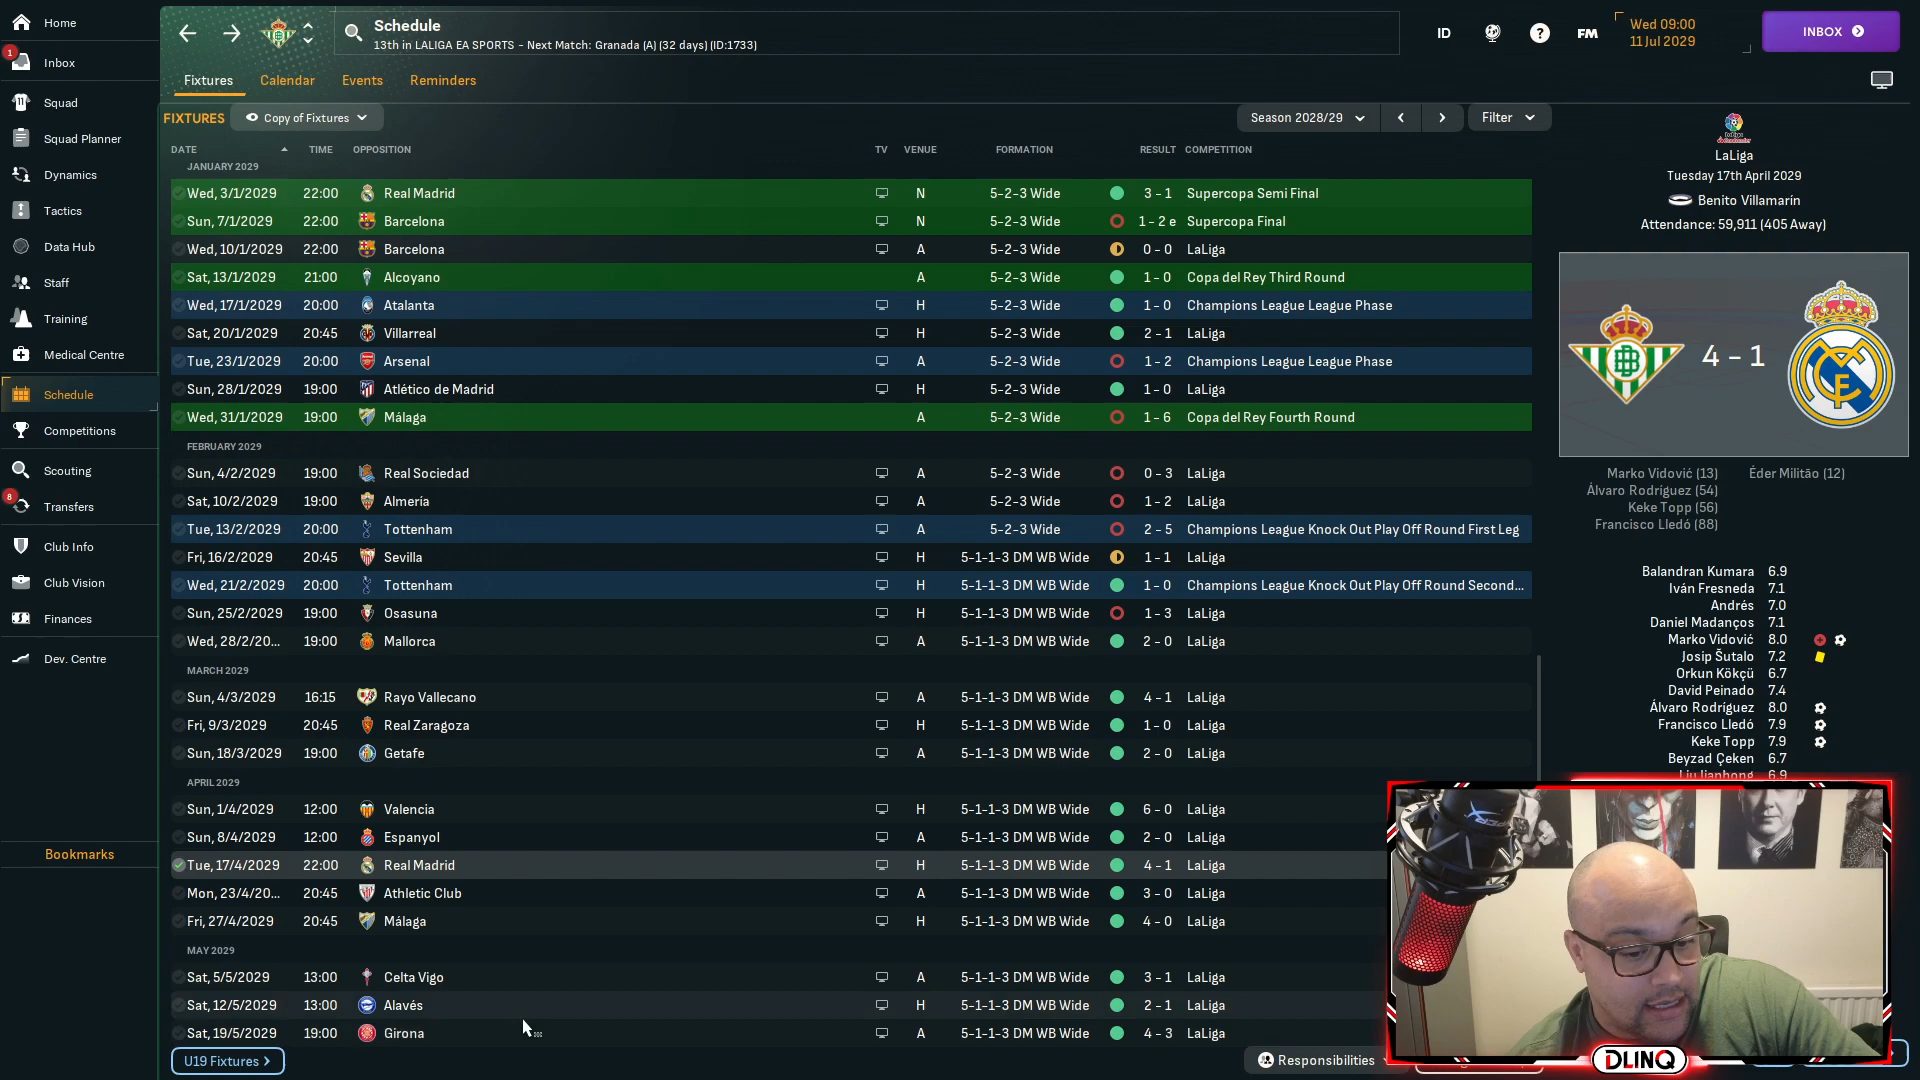 Home
1
Inbox
Squad
Squad Planner
Dynamics
Tactics
Data Hub
Staff
Training
Medical Centre
Schedule
Competitions
Scouting
8
Transfers
Club Info
Club Vision
Finances
Dev. Centre
Bookmarks
Schedule
13th in LALIGA EA SPORTS - Next Match: Granada (A) (32 days) (ID:1733)
ID
?
FM
Wed 09:00
11 Jul 2029
INBOX
Fixtures Calendar Events Reminders
FIXTURES Copy of Fixtures Season 2028/29 Filter
DATE TIME OPPOSITION TV VENUE FORMATION RESULT COMPETITION
JANUARY 2029
Wed, 3/1/2029 22:00 Real Madrid N 5-2-3 Wide 3 - 1 Supercopa Semi Final
Sun, 7/1/2029 22:00 Barcelona N 5-2-3 Wide 1 - 2 e Supercopa Final
Wed, 10/1/2029 22:00 Barcelona A 5-2-3 Wide 0 - 0 LaLiga
Sat, 13/1/2029 21:00 Alcoyano A 5-2-3 Wide 1 - 0 Copa del Rey Third Round
Wed, 17/1/2029 20:00 Atalanta H 5-2-3 Wide 1 - 0 Champions League League Phase
Sat, 20/1/2029 20:45 Villarreal H 5-2-3 Wide 2 - 1 LaLiga
Tue, 23/1/2029 20:00 Arsenal A 5-2-3 Wide 1 - 2 Champions League League Phase
Sun, 28/1/2029 19:00 Atlético de Madrid H 5-2-3 Wide 1 - 0 LaLiga
Wed, 31/1/2029 19:00 Málaga A 5-2-3 Wide 1 - 6 Copa del Rey Fourth Round
FEBRUARY 2029
Sun, 4/2/2029 19:00 Real Sociedad A 5-2-3 Wide 0 - 3 LaLiga
Sat, 10/2/2029 19:00 Almería A 5-2-3 Wide 1 - 2 LaLiga
Tue, 13/2/2029 20:00 Tottenham A 5-2-3 Wide 2 - 5 Champions League Knock Out Play Off Round First Leg
Fri, 16/2/2029 20:45 Sevilla H 5-1-1-3 DM WB Wide 1 - 1 LaLiga
Wed, 21/2/2029 20:00 Tottenham H 5-1-1-3 DM WB Wide 1 - 0 Champions League Knock Out Play Off Round Second...
Sun, 25/2/2029 19:00 Osasuna H 5-1-1-3 DM WB Wide 1 - 3 LaLiga
Wed, 28/2/20... 19:00 Mallorca A 5-1-1-3 DM WB Wide 2 - 0 LaLiga
MARCH 2029
Sun, 4/3/2029 16:15 Rayo Vallecano A 5-1-1-3 DM WB Wide 4 - 1 LaLiga
Fri, 9/3/2029 20:45 Real Zaragoza H 5-1-1-3 DM WB Wide 1 - 0 LaLiga
Sun, 18/3/2029 19:00 Getafe A 5-1-1-3 DM WB Wide 2 - 0 LaLiga
APRIL 2029
Sun, 1/4/2029 12:00 Valencia H 5-1-1-3 DM WB Wide 6 - 0 LaLiga
Sun, 8/4/2029 12:00 Espanyol A 5-1-1-3 DM WB Wide 2 - 0 LaLiga
Tue, 17/4/2029 22:00 Real Madrid H 5-1-1-3 DM WB Wide 4 - 1 LaLiga
Mon, 23/4/20... 20:45 Athletic Club A 5-1-1-3 DM WB Wide 3 - 0 LaLiga
Fri, 27/4/2029 20:45 Málaga H 5-1-1-3 DM WB Wide 4 - 0 LaLiga
MAY 2029
Sat, 5/5/2029 13:00 Celta Vigo A 5-1-1-3 DM WB Wide 3 - 1 LaLiga
Sat, 12/5/2029 13:00 Alavés H 5-1-1-3 DM WB Wide 2 - 1 LaLiga
Sat, 19/5/2029 19:00 Girona A 5-1-1-3 DM WB Wide 4 - 3 LaLiga
U19 Fixtures
Responsibilities
LaLiga
Tuesday 17th April 2029
Benito Villamarín
Attendance: 59,911 (405 Away)
4 - 1
Marko Vidović (13) Éder Militão (12)
Álvaro Rodríguez (54)
Keke Topp (56)
Francisco Lledó (88)
Balandran Kumara 6.9
Iván Fresneda 7.1
Andrés 7.0
Daniel Madanços 7.1
Marko Vidović 8.0
Josip Šutalo 7.2
Orkun Kökçü 6.7
David Peinado 7.4
Álvaro Rodríguez 8.0
Francisco Lledó 7.9
Keke Topp 7.9
Beyzad Çeken 6.7
Liu Jianhong 6.9
DLINQ